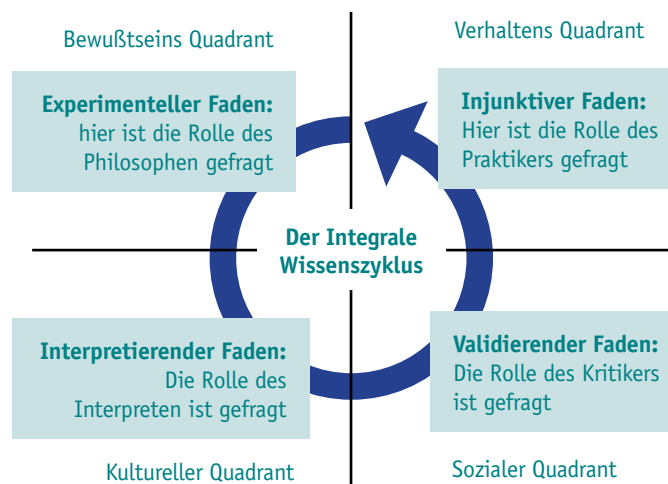 Bewußtseins Quadrant
Experimenteller Faden:
hier ist die Rolle des
Philosophen gefragt
Verhaltens Quadrant
Injunktiver Faden:
Hier ist die Rolle des
Praktikers gefragt
Der Integrale
Wissenszyklus
Interpretierender Faden:
Die Rolle des
Interpreten ist gefragt
Kultureller Quadrant
Validierender Faden:
Die Rolle des Kritikers
ist gefragt
Sozialer Quadrant